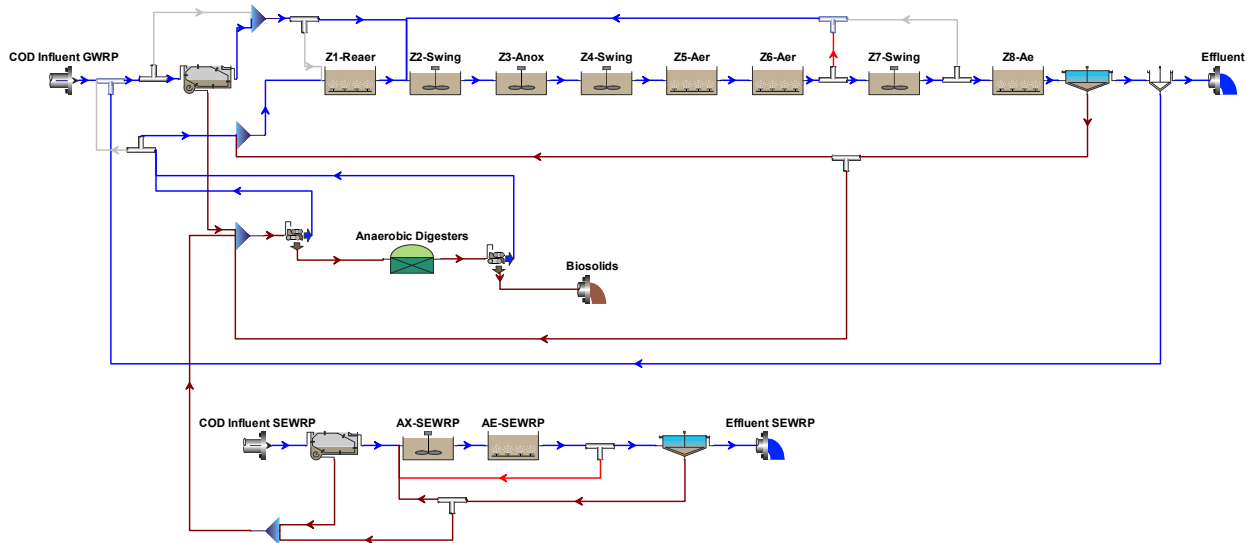 Z1-Reaer
Z2-Swing
Z3-Anox
Z4-Swing
Z5-Aer
Z6-Aer
Z7-Swing
Z8-Ae
Effluent
COD Influent GWRP
Anaerobic Digesters
Biosolids
COD Influent SEWRP
AX-SEWRP
AE-SEWRP
Effluent SEWRP